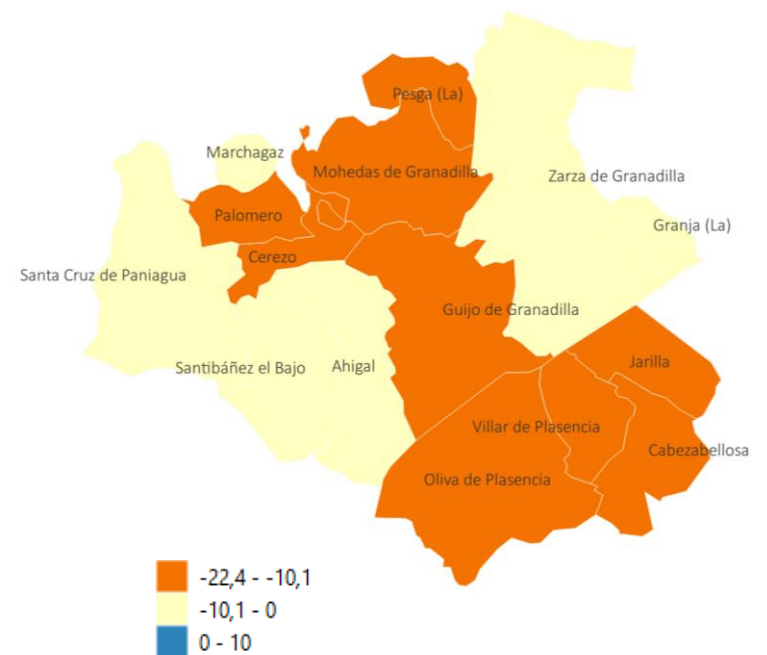 Pesga (La)
Marchagaz
Mohedas de Granadilla
Zarza de Granadilla
Palomero
Granja (La)
Cerezo
Santa Cruz de Paniagua
Guijo de Granadilla
Santibáñez el Bajo
Ahigal
Jarilla
Villar de Plasencia
Cabezabellosa
Oliva de Plasencia
-22,4 - -10,1
-10,1 - 0
0 - 10